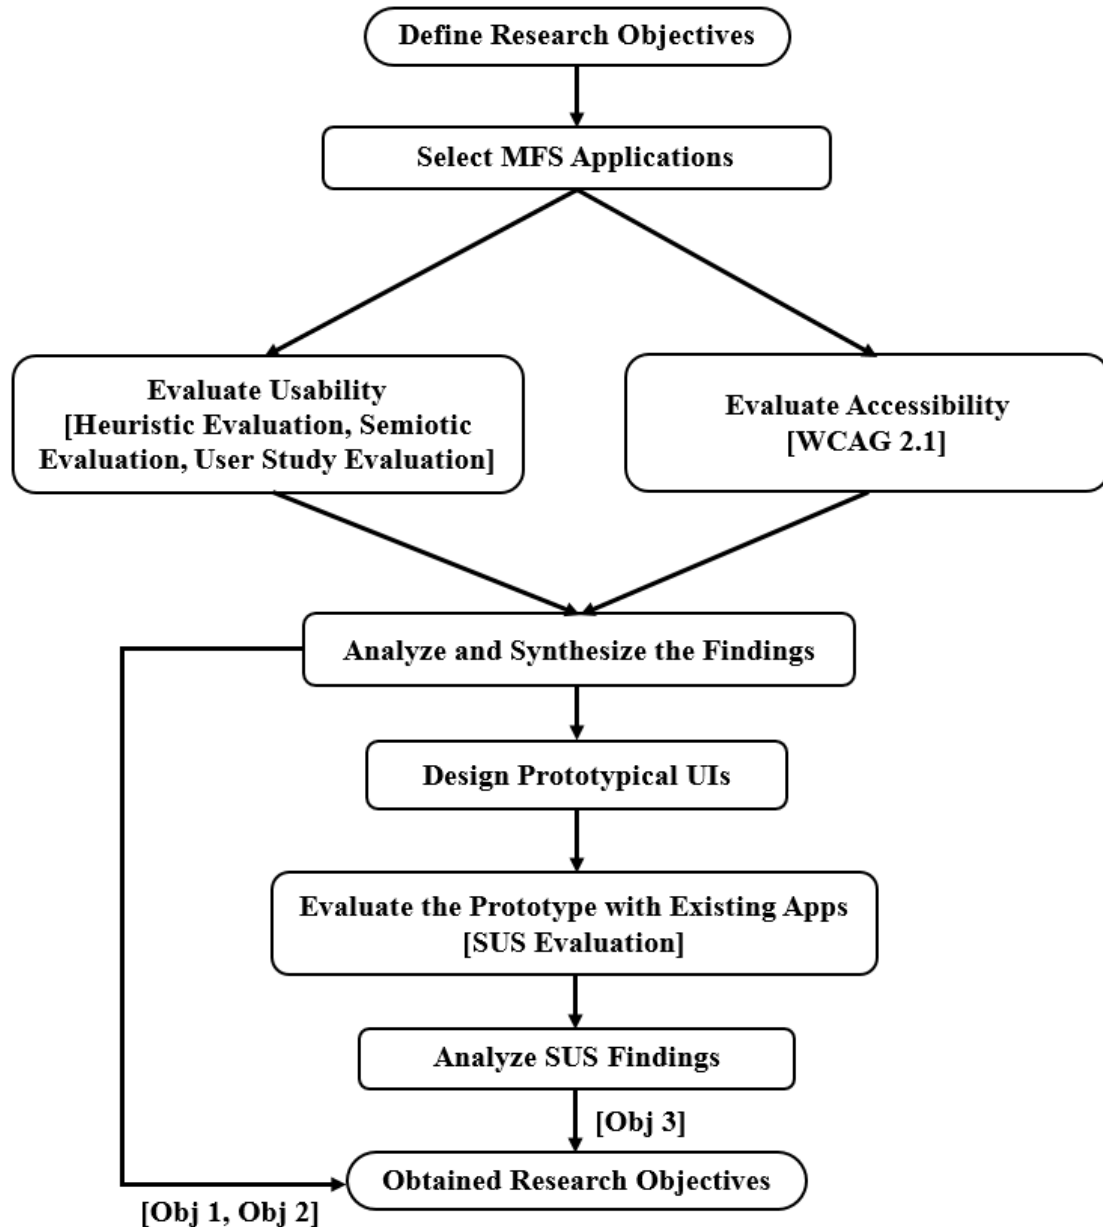 Define Research Objectives
Select MFS Applications
Evaluate Usability
[Heuristic Evaluation, Semiotic
Evaluation, User Study Evaluation]
Evaluate Accessibility
[WCAG 2.1]
Analyze and Synthesize the Findings
Design Prototypical UIs
Evaluate the Prototype with Existing Apps
[SUS Evaluation]
Analyze SUS Findings
[Obj 3]
Obtained Research Objectives
[Obj 1, Obj 2]